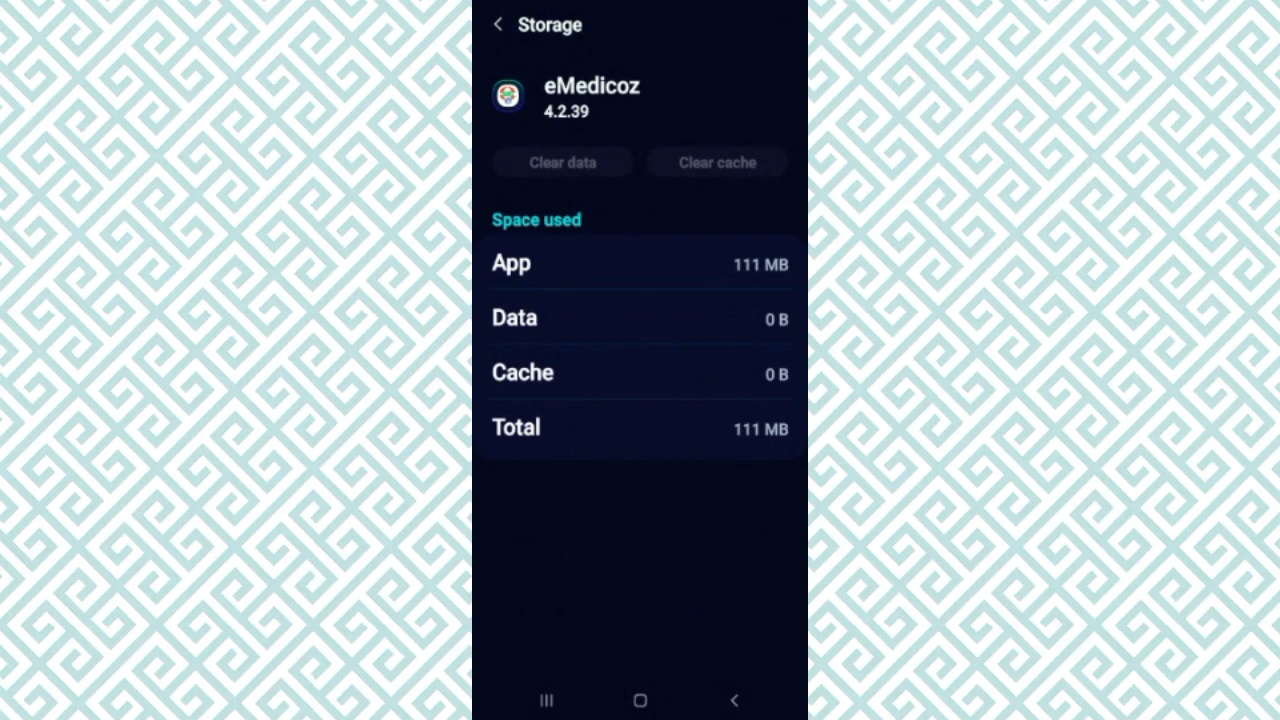 Storage
eMedicoz
4.2.39
Clear data
Clear cache
Space used
App 111 MB
Data 0 B
Cache 0 B
Total 111 MB